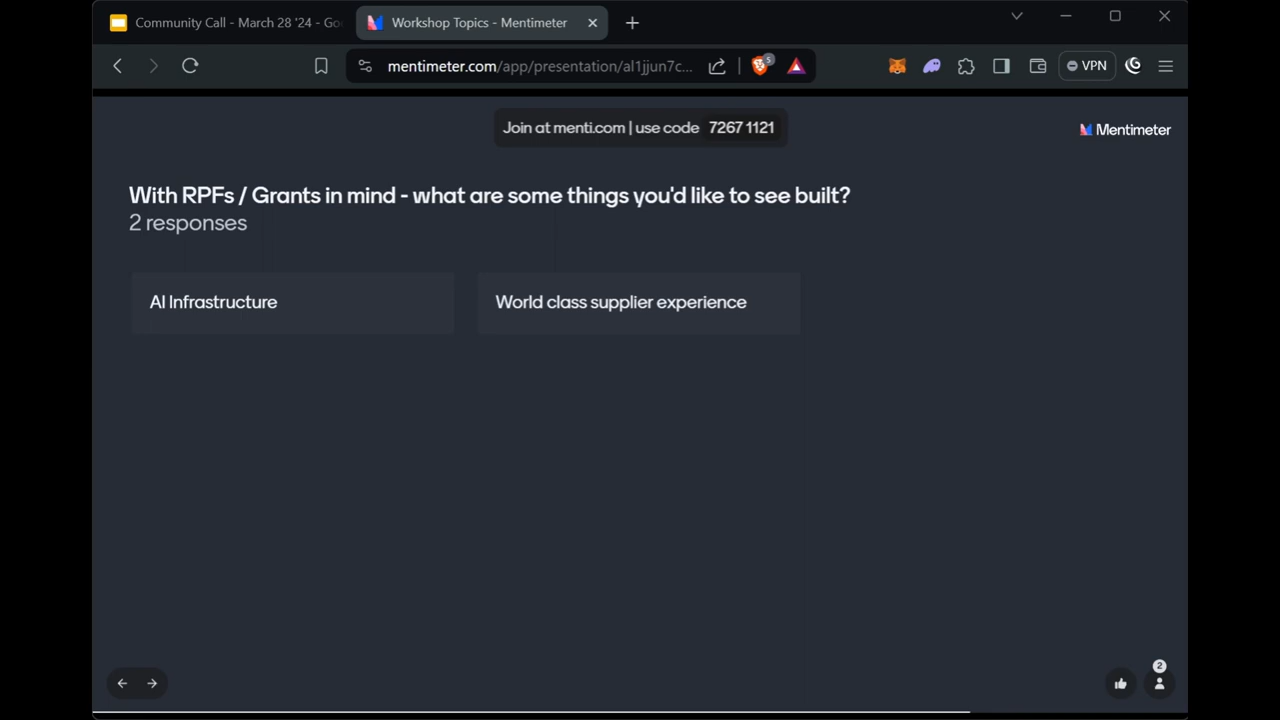 Community Call - March 28 '24 - Go
Workshop Topics - Mentimeter
mentimeter.com/app/presentation/al1jjun7c...
5
VPN
Join at menti.com | use code 7267 1121
Mentimeter
With RPFs / Grants in mind - what are some things you'd like to see built?
2 responses
AI Infrastructure
World class supplier experience
2